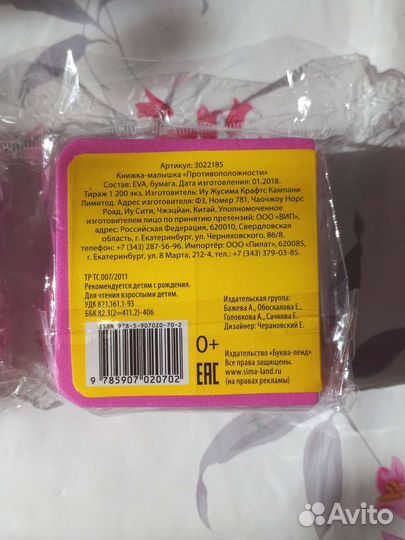 Артикул: 3022185
Книжка-малышка «Противоположности»
Состав: EVA, бумага. Дата изготовления: 01.2018.
Тираж 1 200 экз. Изготовитель: Иу Жусима Крафтс Кампани
Лимитед. Адрес изготовителя: Ф3, Номер 781, Чаочжоу Норс
Роад, Иу Сити, Чжэцйан, Китай. Уполномоченное
изготовителем лицо по принятию претензий: ООО «ВИП»,
адрес: Российская Федерация, 620010, Свердловская
область, г. Екатеринбург, ул. Черняховского, 86/8,
телефон: +7 (343) 287-56-96. Импортёр: ООО «Пилат», 620085,
г. Екатеринбург, ул. 8 Марта, 212-4, тел.: +7 (343) 379-03-85.
ТР ТС 007/2011
Рекомендуется детям с рождения.
Для чтения взрослыми детям.
УДК 821.161.1-93
ББК 82.3(2=411.2)-406
Издательская группа:
Бажева А., Обоскалова Е.,
Головкова А., Сачкова Е.
Дизайнер: Черановский Е.
ISBN 978-5-907020-70-2
9 785907 020702
0+
EAC
Издательство «Буква-ленд»
Все права защищены.
www.sima-land.ru
(на правах рекламы)
Avito